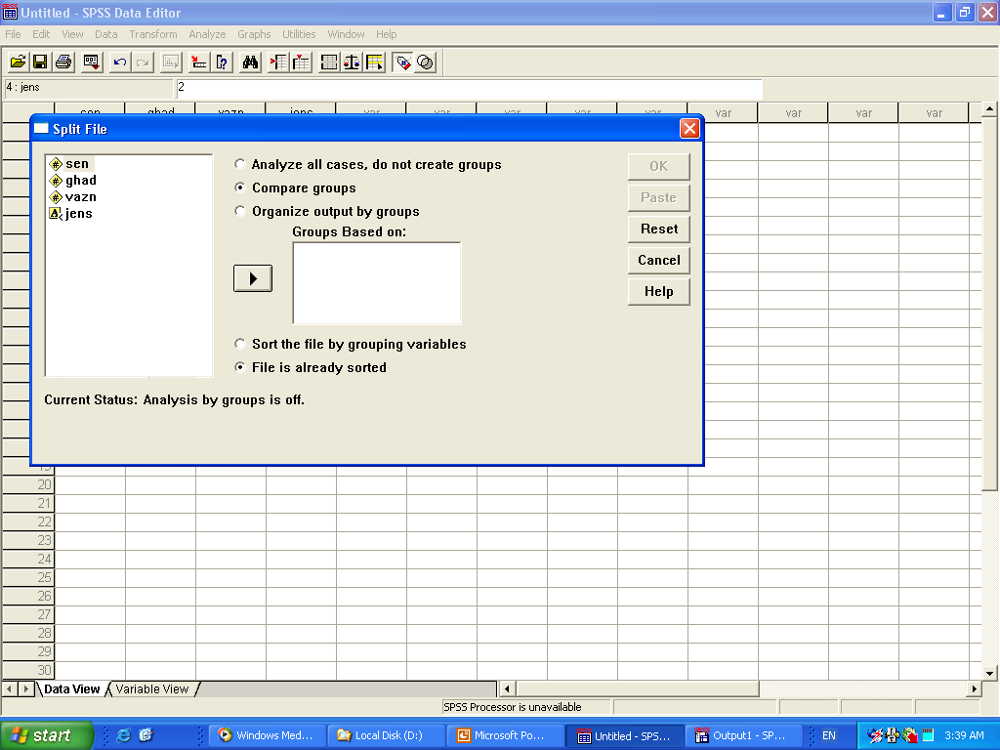 Untitled - SPSS Data Editor
File Edit View Data Transform Analyze Graphs Utilities Window Help
4 : jens
2
sen ghad vazn jens var var var var var var var var var
Split File
sen
ghad
vazn
jens
Analyze all cases, do not create groups
Compare groups
Organize output by groups
Groups Based on:
Sort the file by grouping variables
File is already sorted
OK
Paste
Reset
Cancel
Help
Current Status: Analysis by groups is off.
19
20
21
22
23
24
25
26
27
28
29
30
Data View Variable View
SPSS Processor is unavailable
start
Windows Med...
Local Disk (D:)
Microsoft Po...
Untitled - SPS...
Output1 - SP...
EN
3:39 AM